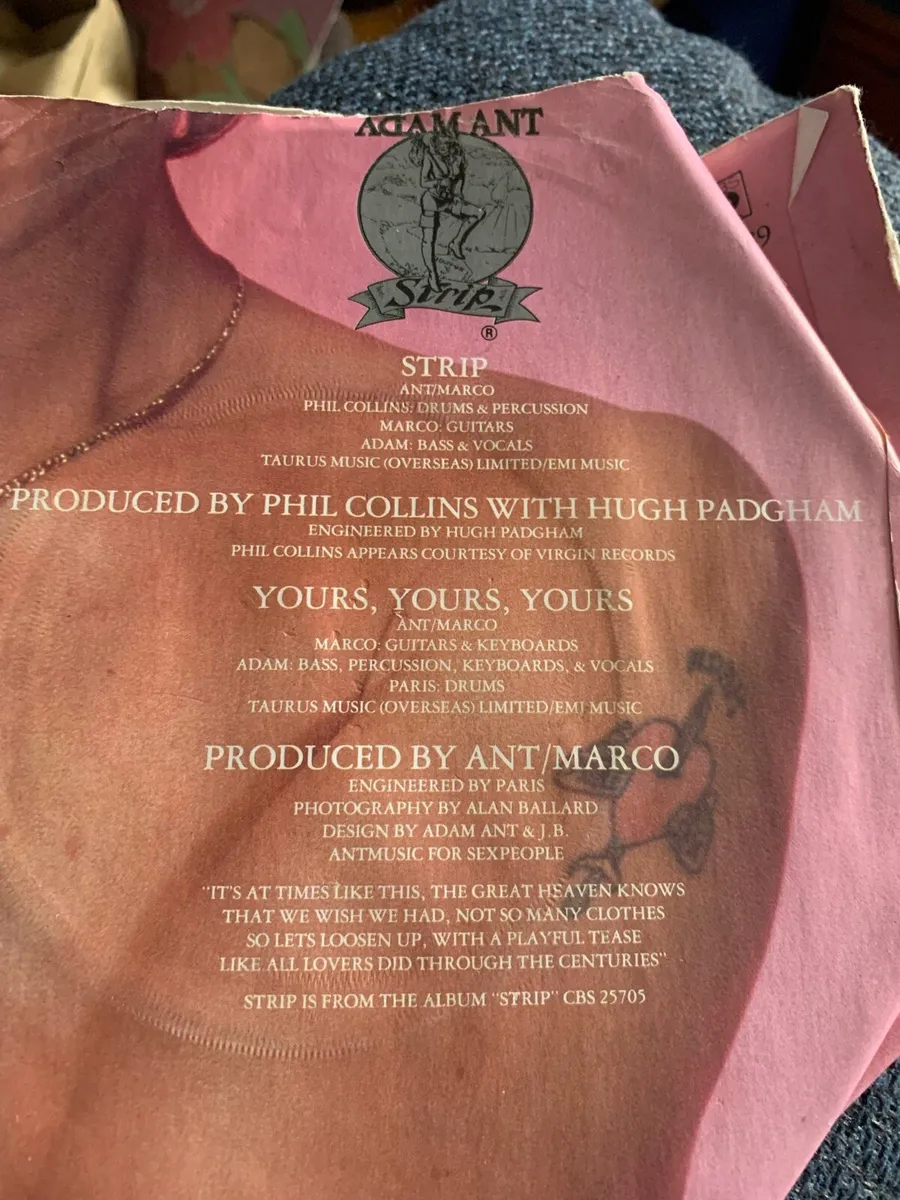 ADAM ANT
Strip
®
9
STRIP
ANT/MARCO
PHIL COLLINS: DRUMS & PERCUSSION
MARCO: GUITARS
ADAM: BASS & VOCALS
TAURUS MUSIC (OVERSEAS) LIMITED/EMI MUSIC
PRODUCED BY PHIL COLLINS WITH HUGH PADGHAM
ENGINEERED BY HUGH PADGHAM
PHIL COLLINS APPEARS COURTESY OF VIRGIN RECORDS
YOURS, YOURS, YOURS
ANT/MARCO
MARCO: GUITARS & KEYBOARDS
ADAM: BASS, PERCUSSION, KEYBOARDS, & VOCALS
PARIS: DRUMS
TAURUS MUSIC (OVERSEAS) LIMITED/EMI MUSIC
PRODUCED BY ANT/MARCO
ENGINEERED BY PARIS
PHOTOGRAPHY BY ALAN BALLARD
DESIGN BY ADAM ANT & J.B.
ANTMUSIC FOR SEXPEOPLE
"IT'S AT TIMES LIKE THIS, THE GREAT HEAVEN KNOWS
THAT WE WISH WE HAD, NOT SO MANY CLOTHES
SO LETS LOOSEN UP, WITH A PLAYFUL TEASE
LIKE ALL LOVERS DID THROUGH THE CENTURIES"
STRIP IS FROM THE ALBUM "STRIP" CBS 25705